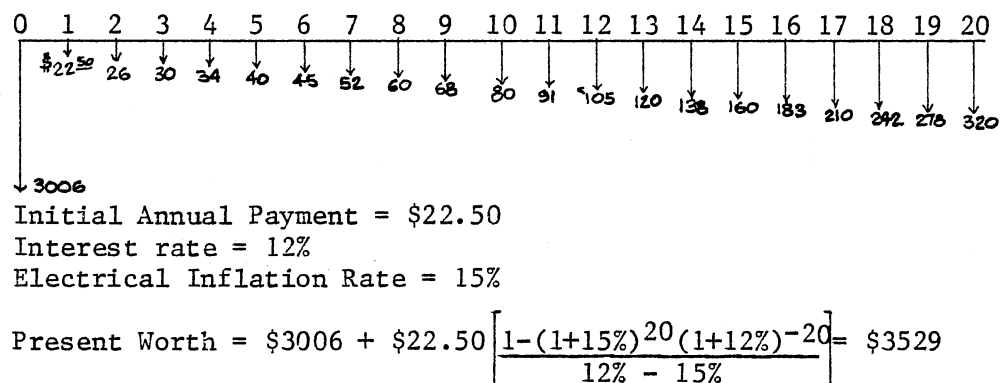 0 1 2 3 4 5 6 7 8 9 10 11 12 13 14 15 16 17 18 19 20
$22.50 26 30 34 40 45 52 60 68 80 91 105 120 138 160 183 210 242 278 320
3006
Initial Annual Payment = $22.50
Interest rate = 12%
Electrical Inflation Rate = 15%
Present Worth = $3006 + $22.50 [1-(1+15%)20(1+12%)-20 = $3529
12% - 15%